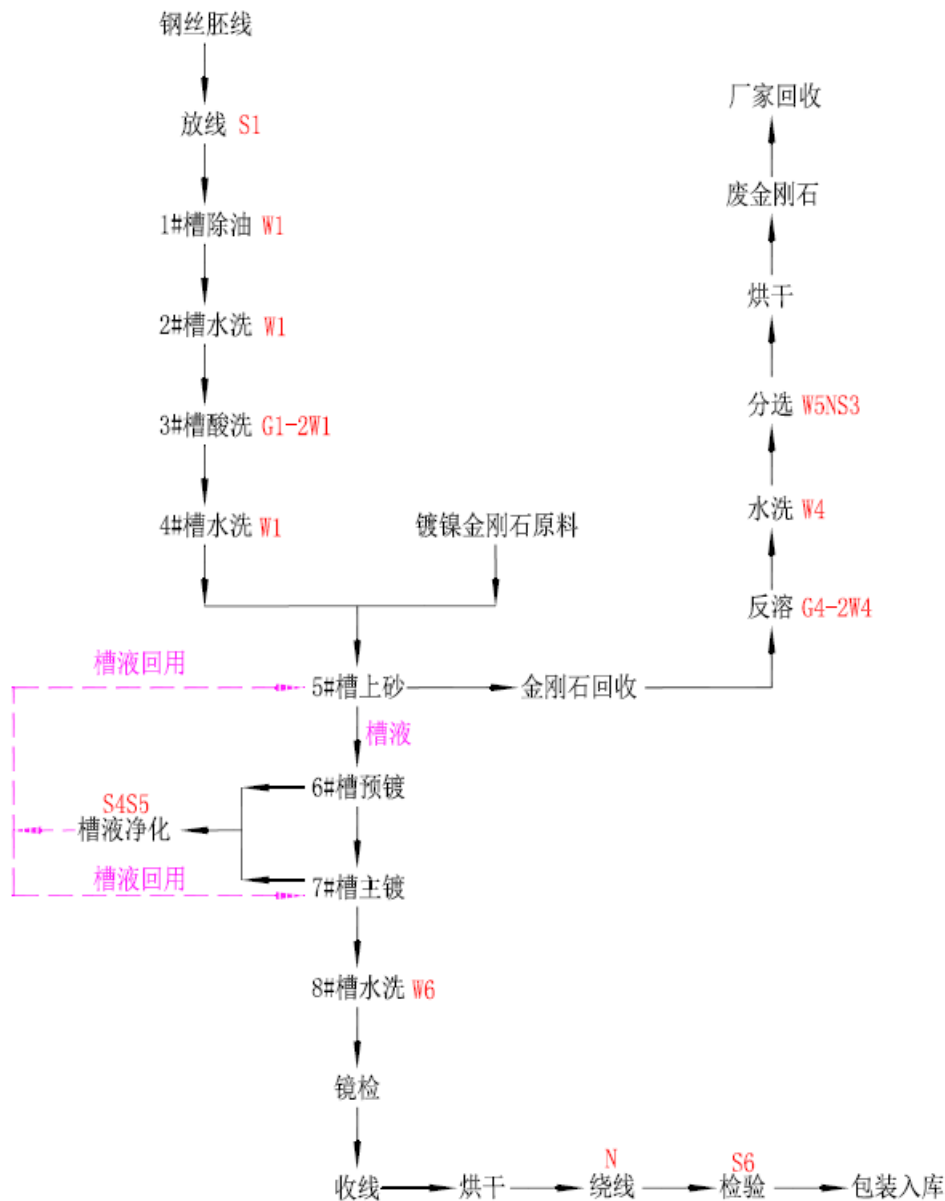 钢丝胚线
放线 S1
1#槽除油 W1
2#槽水洗 W1
3#槽酸洗 G1-2W1
4#槽水洗 W1
镀镍金刚石原料
厂家回收
废金刚石
烘干
分选 W5NS3
水洗 W4
反溶 G4-2W4
槽液回用
5#槽上砂
金刚石回收
槽液
6#槽预镀
S4S5
槽液净化
槽液回用
7#槽主镀
8#槽水洗 W6
镜检
收线
烘干
N
绕线
S6
检验
包装入库